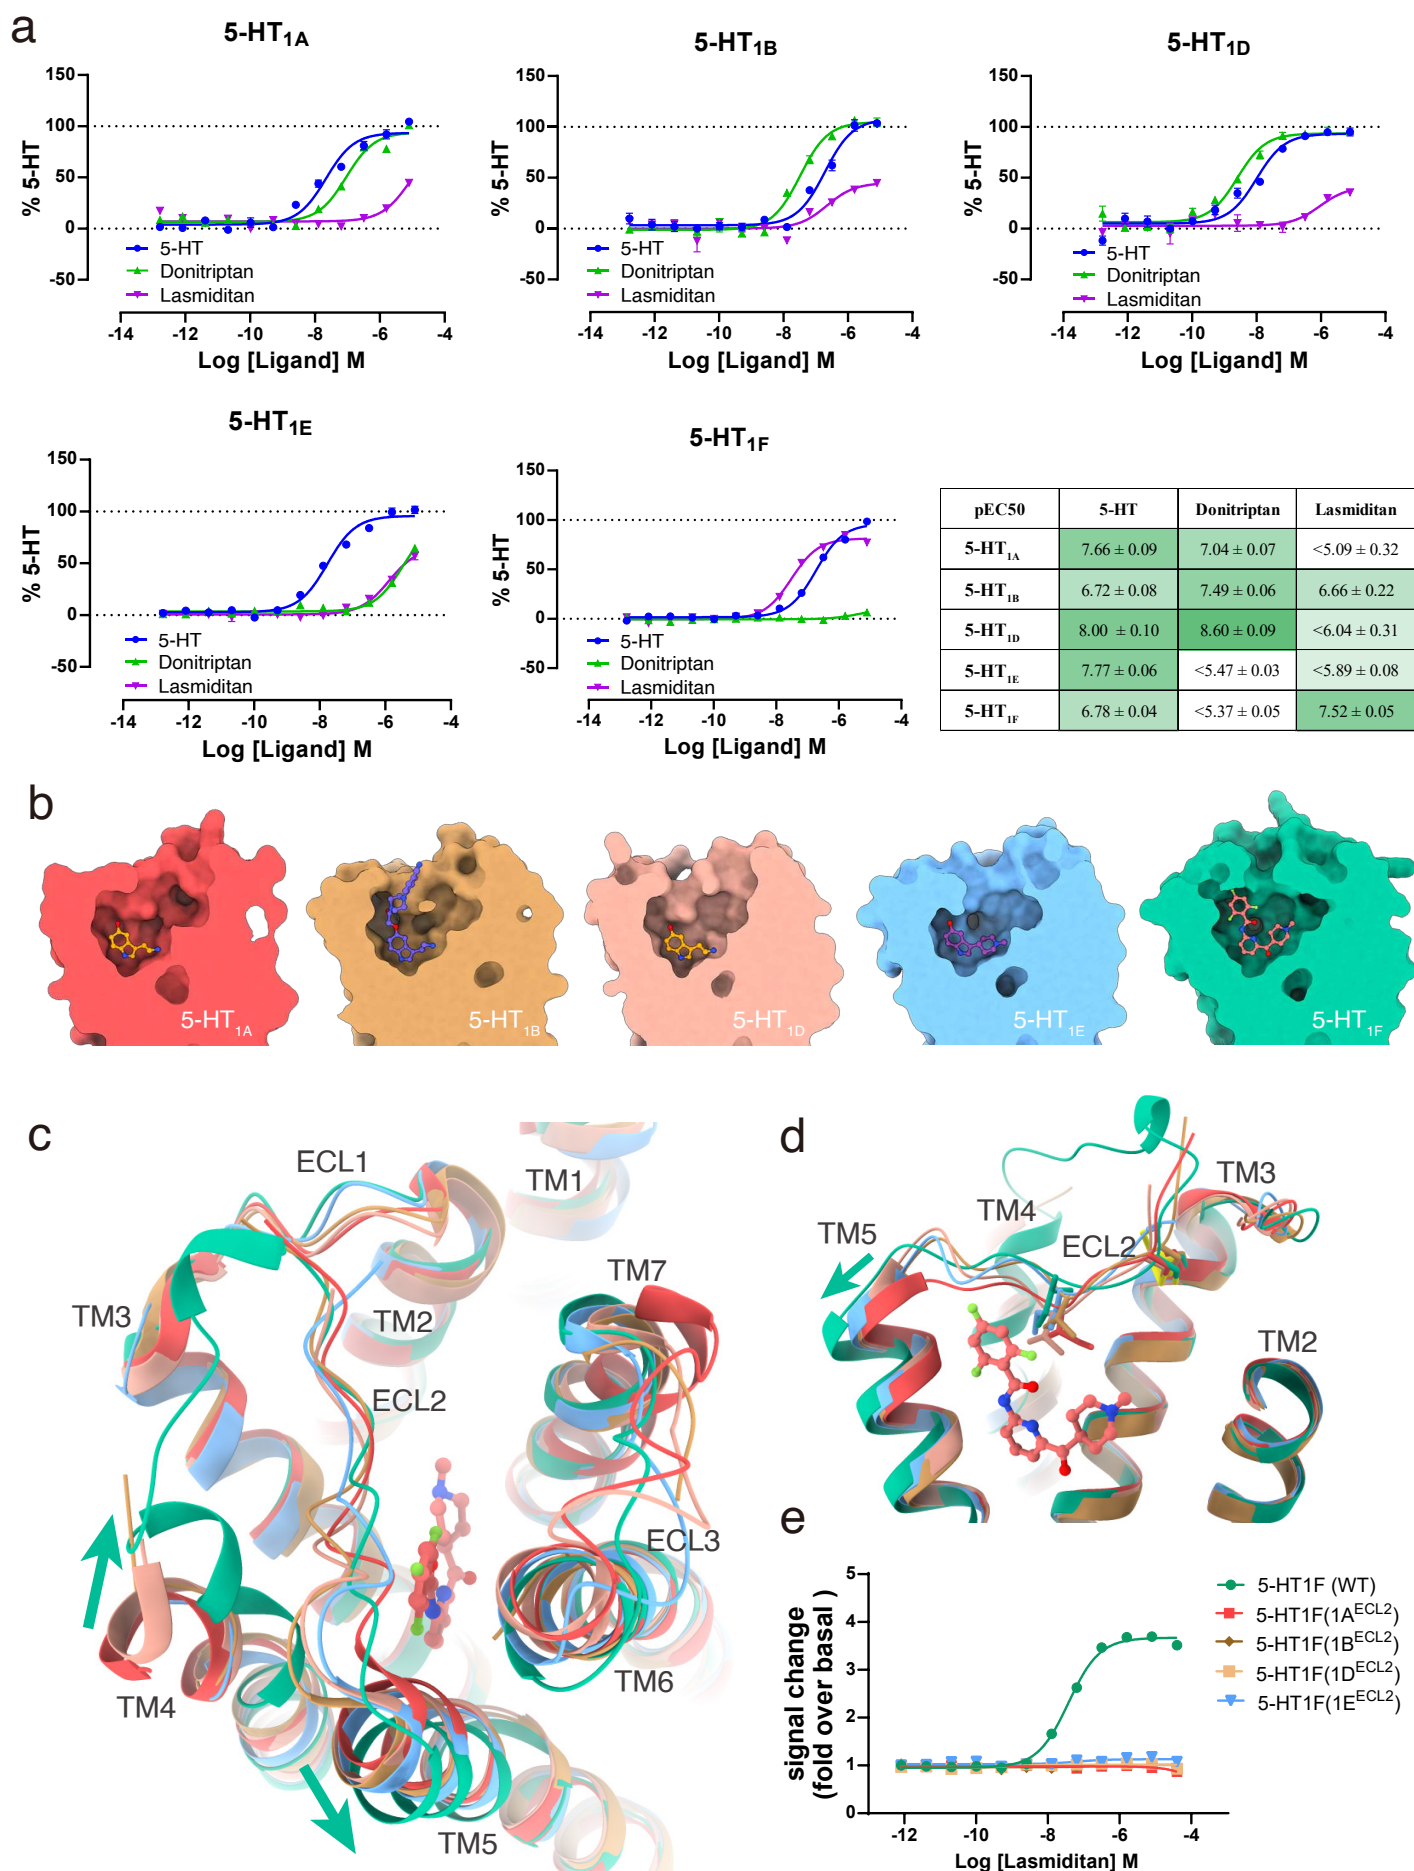 a
5-HT1A
150
100
50
0
-50
% 5-HT
5-HT
Donitriptan
Lasmiditan
-14 -12 -10 -8 -6 -4
Log [Ligand] M
5-HT1B
150
100
50
0
-50
% 5-HT
5-HT
Donitriptan
Lasmiditan
-14 -12 -10 -8 -6 -4
Log [Ligand] M
5-HT1D
150
100
50
0
-50
% 5-HT
5-HT
Donitriptan
Lasmiditan
-14 -12 -10 -8 -6 -4
Log [Ligand] M
5-HT1E
150
100
50
0
-50
% 5-HT
5-HT
Donitriptan
Lasmiditan
-14 -12 -10 -8 -6 -4
Log [Ligand] M
5-HT1F
150
100
50
0
-50
% 5-HT
5-HT
Donitriptan
Lasmiditan
-14 -12 -10 -8 -6 -4
Log [Ligand] M
pEC50 5-HT Donitriptan Lasmiditan
5-HT1A 7.66 ± 0.09 7.04 ± 0.07 <5.09 ± 0.32
5-HT1B 6.72 ± 0.08 7.49 ± 0.06 6.66 ± 0.22
5-HT1D 8.00 ± 0.10 8.60 ± 0.09 <6.04 ± 0.31
5-HT1E 7.77 ± 0.06 <5.47 ± 0.03 <5.89 ± 0.08
5-HT1F 6.78 ± 0.04 <5.37 ± 0.05 7.52 ± 0.05
b
5-HT1A
5-HT1B
5-HT1D
5-HT1E
5-HT1F
c
ECL1
TM1
TM7
TM3
TM2
ECL2
ECL3
TM6
TM4
TM5
d
TM3
TM4
TM5
ECL2
TM2
e
5
4
3
2
1
0
signal change
(fold over basal )
-12 -10 -8 -6 -4
Log [Lasmiditan] M
5-HT1F (WT)
5-HT1F(1A^ECL2)
5-HT1F(1B^ECL2)
5-HT1F(1D^ECL2)
5-HT1F(1E^ECL2)